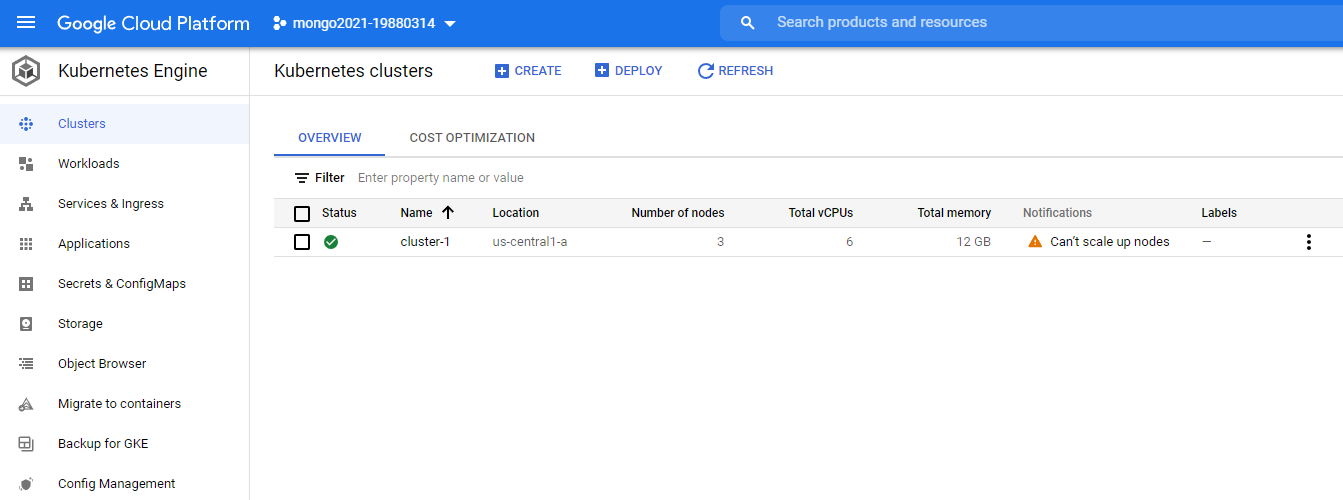 Google Cloud Platform
mongo2021-19880314
Search products and resources
Kubernetes Engine
Kubernetes clusters
CREATE
DEPLOY
REFRESH
Clusters
Workloads
Services & Ingress
Applications
Secrets & ConfigMaps
Storage
Object Browser
Migrate to containers
Backup for GKE
Config Management
OVERVIEW
COST OPTIMIZATION
Filter Enter property name or value
Status Name Location Number of nodes Total vCPUs Total memory Notifications Labels
cluster-1 us-central1-a 3 6 12 GB Can't scale up nodes —